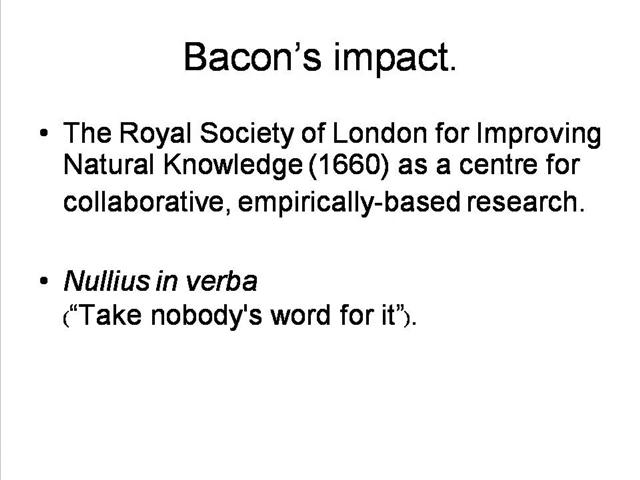 Bacon’s impact.
• The Royal Society of London for Improving
Natural Knowledge (1660) as a centre for
collaborative, empirically-based research.
• Nullius in verba
(“Take nobody's word for it”).